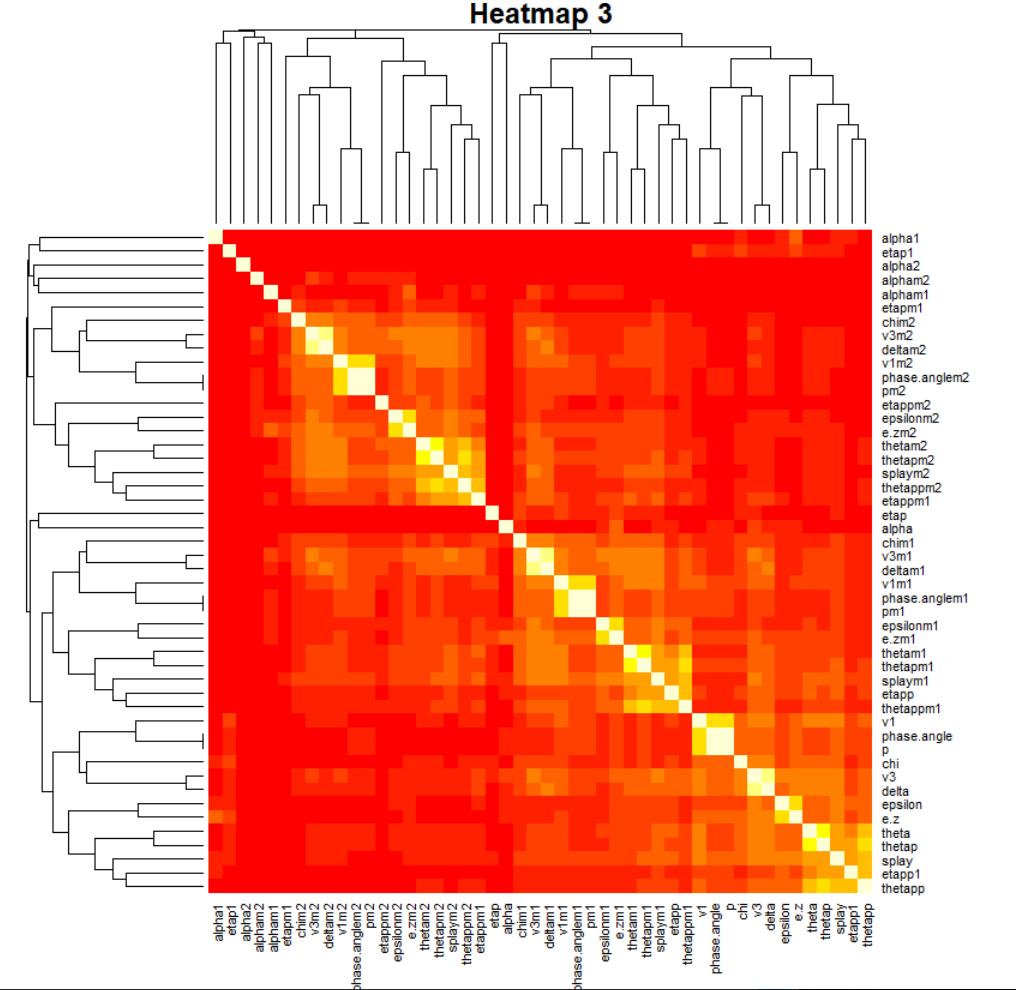 Heatmap 3
alpha1
etap1
alpha2
alpham2
alpham1
etapm1
chim2
v3m2
deltam2
v1m2
phase.anglem2
pm2
etappm2
epsilonm2
e.zm2
thetam2
thetapm2
splaym2
thetappm2
etappm1
etap
alpha
chim1
v3m1
deltam1
v1m1
phase.anglem1
pm1
epsilonm1
e.zm1
thetam1
thetapm1
splaym1
etapp
thetappm1
v1
phase.angle
p
chi
v3
delta
epsilon
e.z
theta
thetap
splay
etapp1
thetapp
alpha1
etap1
alpha2
alpham2
alpham1
etapm1
chim2
v3m2
deltam2
v1m2
phase.anglem2
pm2
etappm2
epsilonm2
e.zm2
thetam2
thetapm2
splaym2
thetappm2
etappm1
etap
alpha
chim1
v3m1
deltam1
v1m1
phase.anglem1
pm1
epsilonm1
e.zm1
thetam1
thetapm1
splaym1
etapp
thetappm1
v1
phase.angle
p
chi
v3
delta
epsilon
e.z
theta
thetap
splay
etapp1
thetapp